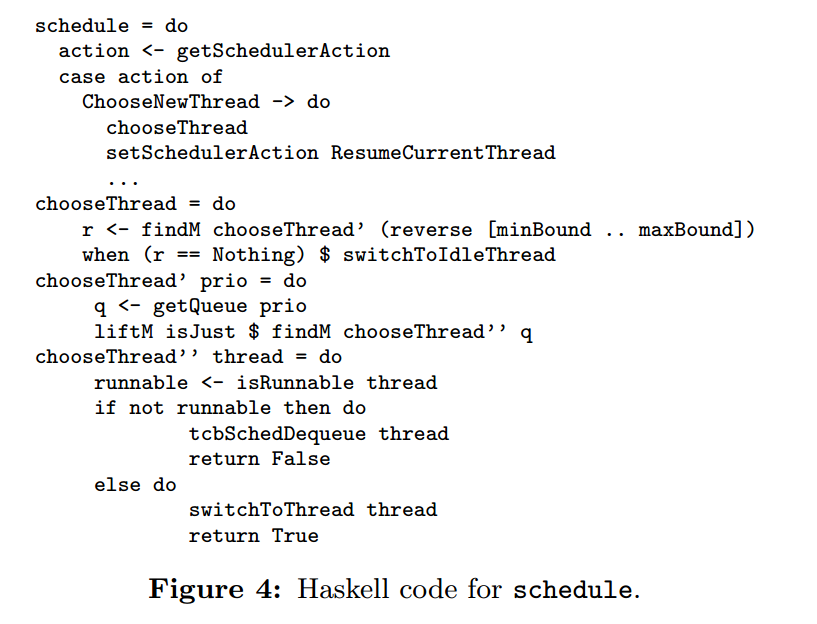 schedule = do
  action <- getSchedulerAction
  case action of
    ChooseNewThread -> do
      chooseThread
      setSchedulerAction ResumeCurrentThread
      ...
chooseThread = do
    r <- findM chooseThread’ (reverse [minBound .. maxBound])
    when (r == Nothing) $ switchToIdleThread
chooseThread’ prio = do
     q <- getQueue prio
     liftM isJust $ findM chooseThread’’ q
chooseThread’’ thread = do
     runnable <- isRunnable thread
     if not runnable then do
             tcbSchedDequeue thread
             return False
     else do
             switchToThread thread
             return True
Figure 4: Haskell code for schedule.